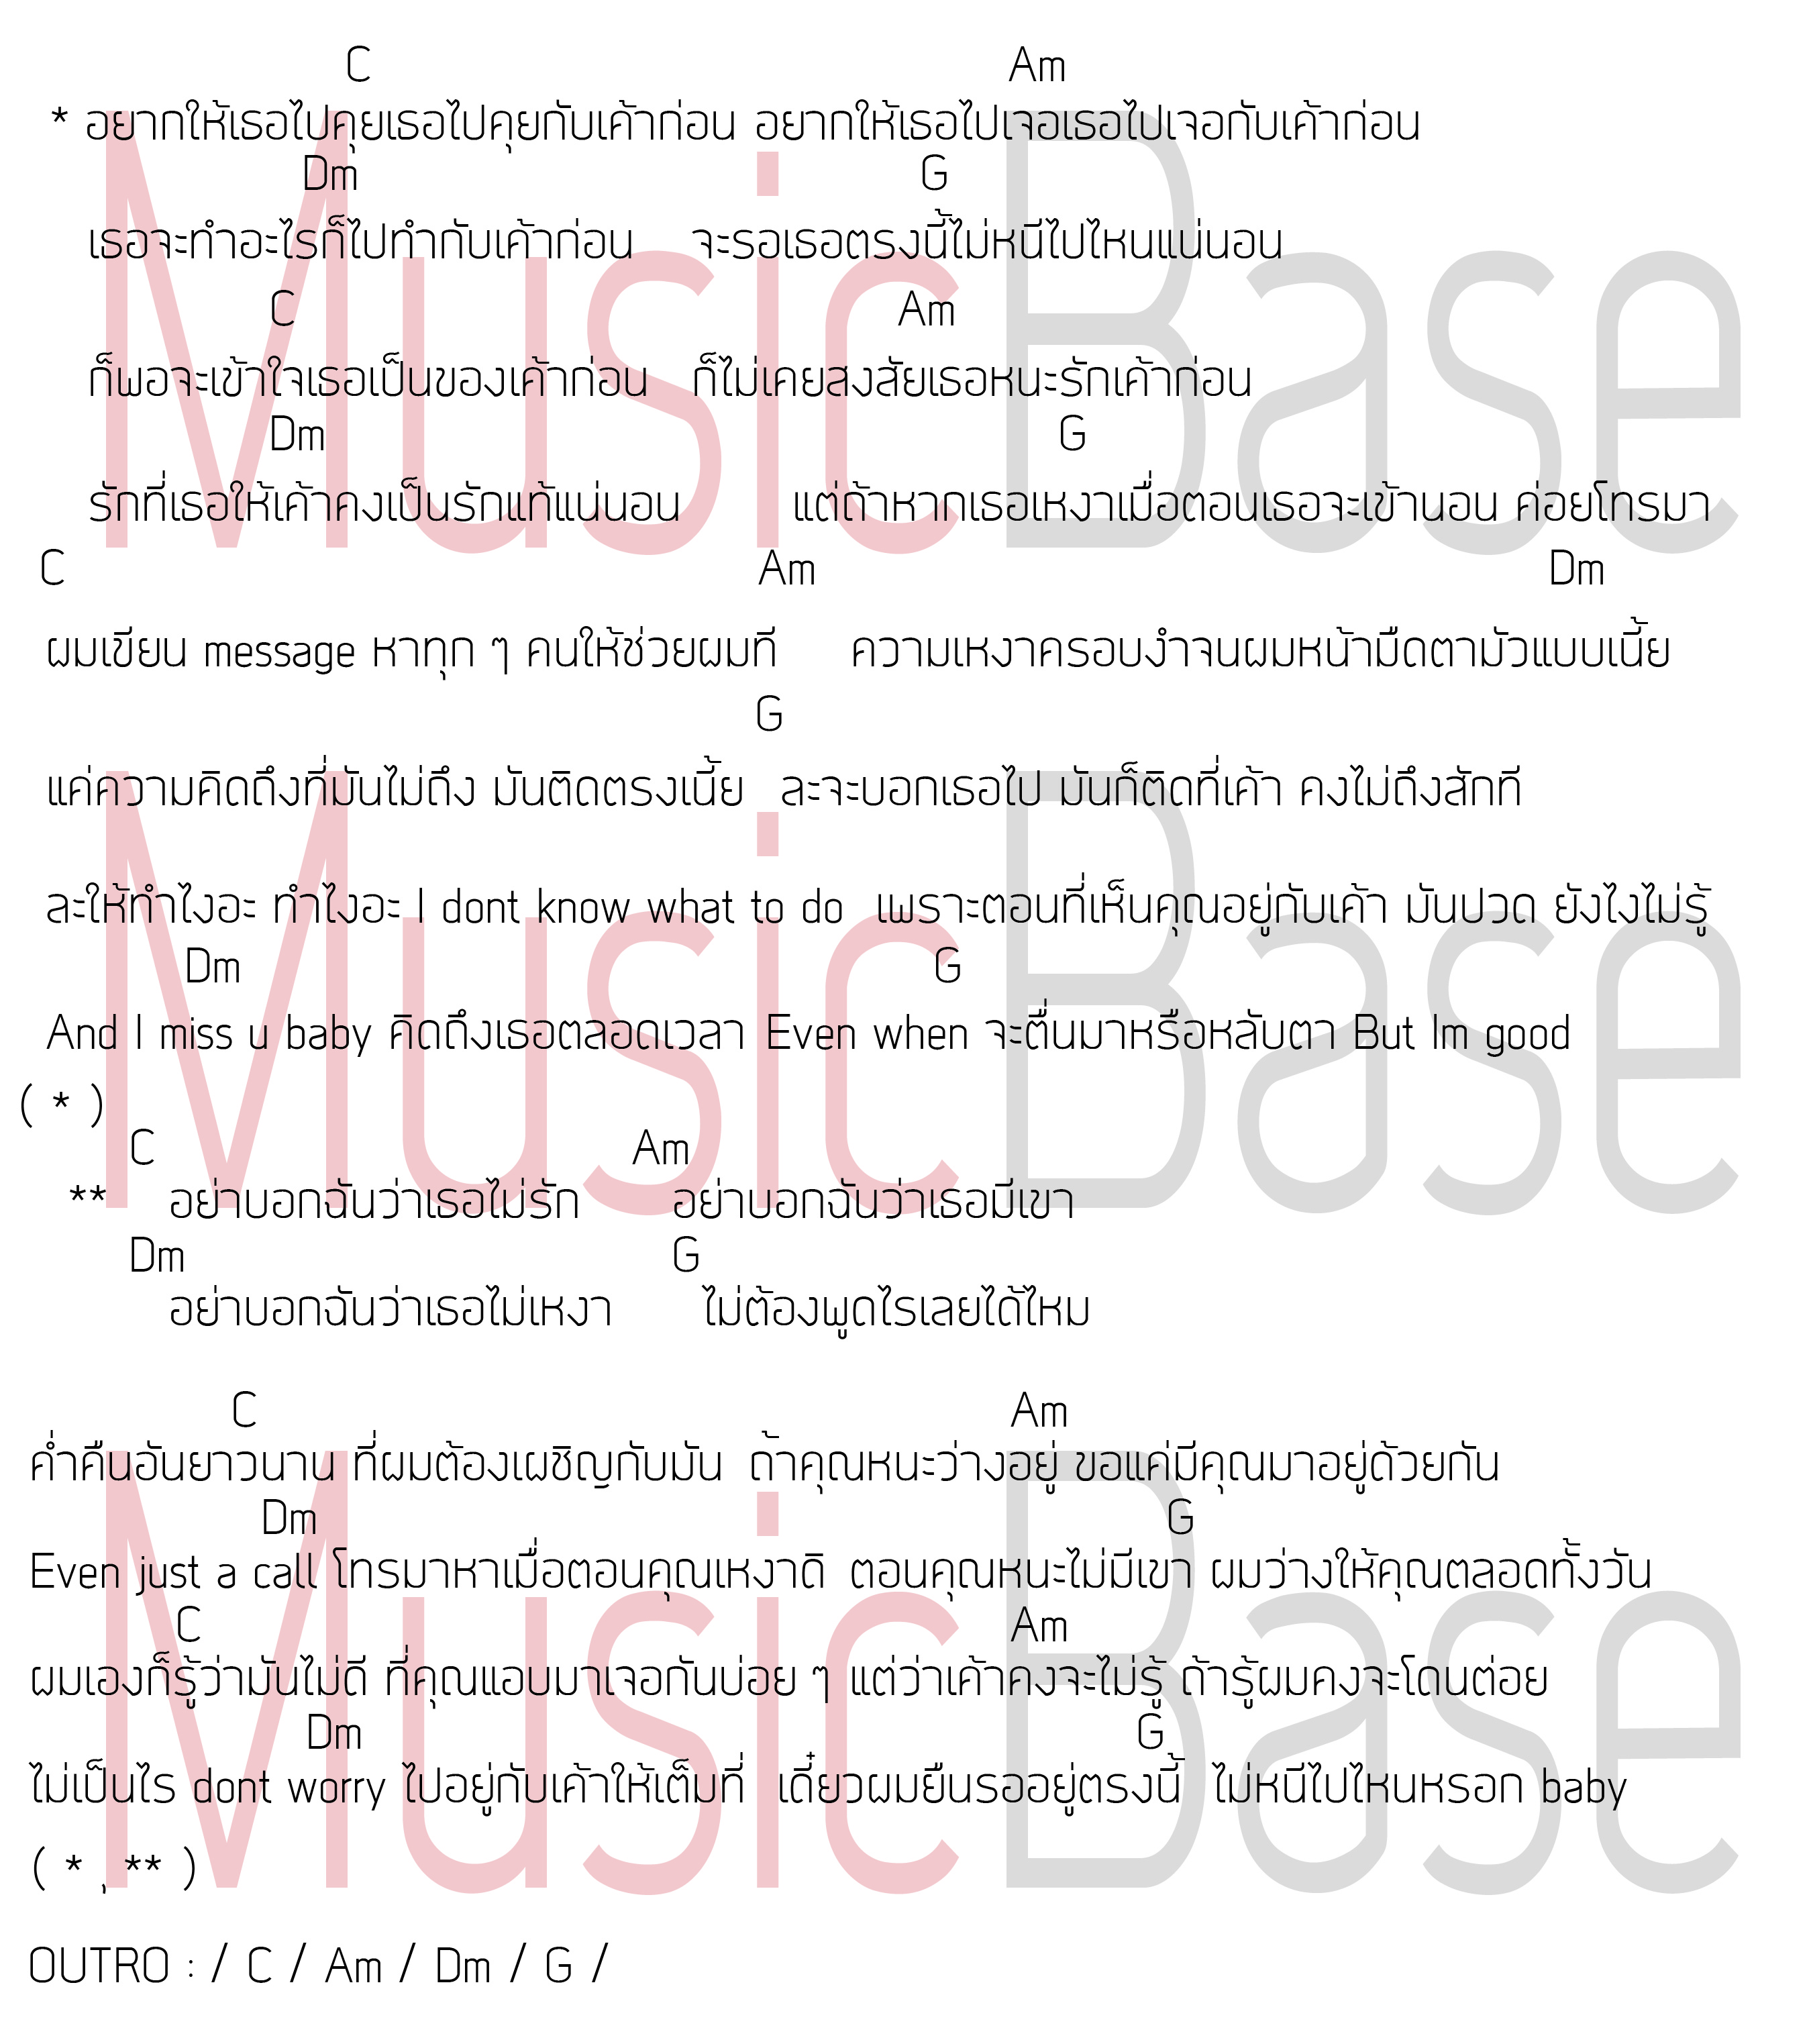 C Am
* อยากให้เธอไปคุยเธอไปคุยกับเค้าก่อน อยากให้เธอไปเจอเธอไปเจอกับเค้าก่อน
Dm G
เธอจะทำอะไรก็ไปทำกับเค้าก่อน จะรอเธอตรงนี้ไม่หนีไปไหนแน่นอน
C Am
ก็พอจะเข้าใจเธอเป็นของเค้าก่อน ก็ไม่เคยสงสัยเธอหนะรักเค้าก่อน
Dm G
รักที่เธอให้เค้าคงเป็นรักแท้แน่นอน แต่ถ้าหากเธอเหงาเมื่อตอนเธอจะเข้านอน ค่อยโทรมา
C Am Dm
ผมเขียน message หาทุก ๆ คนให้ช่วยผมที ความเหงาครอบงำจนผมหน้ามืดตามัวแบบเนี้ย
G
แค่ความคิดถึงที่มันไม่ถึง มันติดตรงเนี้ย ละจะบอกเธอไป มันก็ติดที่เค้า คงไม่ถึงสักที
ละให้ทำไงอะ ทำไงอะ I dont know what to do เพราะตอนที่เห็นคุณอยู่กับเค้า มันปวด ยังไงไม่รู้
Dm G
And I miss u baby คิดถึงเธอตลอดเวลา Even when จะตื่นมาหรือหลับตา But Im good
( * )
C Am
** อย่าบอกฉันว่าเธอไม่รัก อย่าบอกฉันว่าเธอมีเขา
Dm G
อย่าบอกฉันว่าเธอไม่เหงา ไม่ต้องพูดไรเลยได้ไหม
C Am
ค่ำคืนอันยาวนาน ที่ผมต้องเผชิญกับมัน ถ้าคุณหนะว่างอยู่ ขอแค่มีคุณมาอยู่ด้วยกัน
Dm G
Even just a call โทรมาหาเมื่อตอนคุณเหงาดิ ตอนคุณหนะไม่มีเขา ผมว่างให้คุณตลอดทั้งวัน
C Am
ผมเองก็รู้ว่ามันไม่ดี ที่คุณแอบมาเจอกันบ่อย ๆ แต่ว่าเค้าคงจะไม่รู้ ถ้ารู้ผมคงจะโดนต่อย
Dm G
ไม่เป็นไร dont worry ไปอยู่กับเค้าให้เต็มที่ เดี๋ยวผมยืนรออยู่ตรงนี้ ไม่หนีไปไหนหรอก baby
( * , ** )
OUTRO : / C / Am / Dm / G /
MusicBase
MusicBase
MusicBase